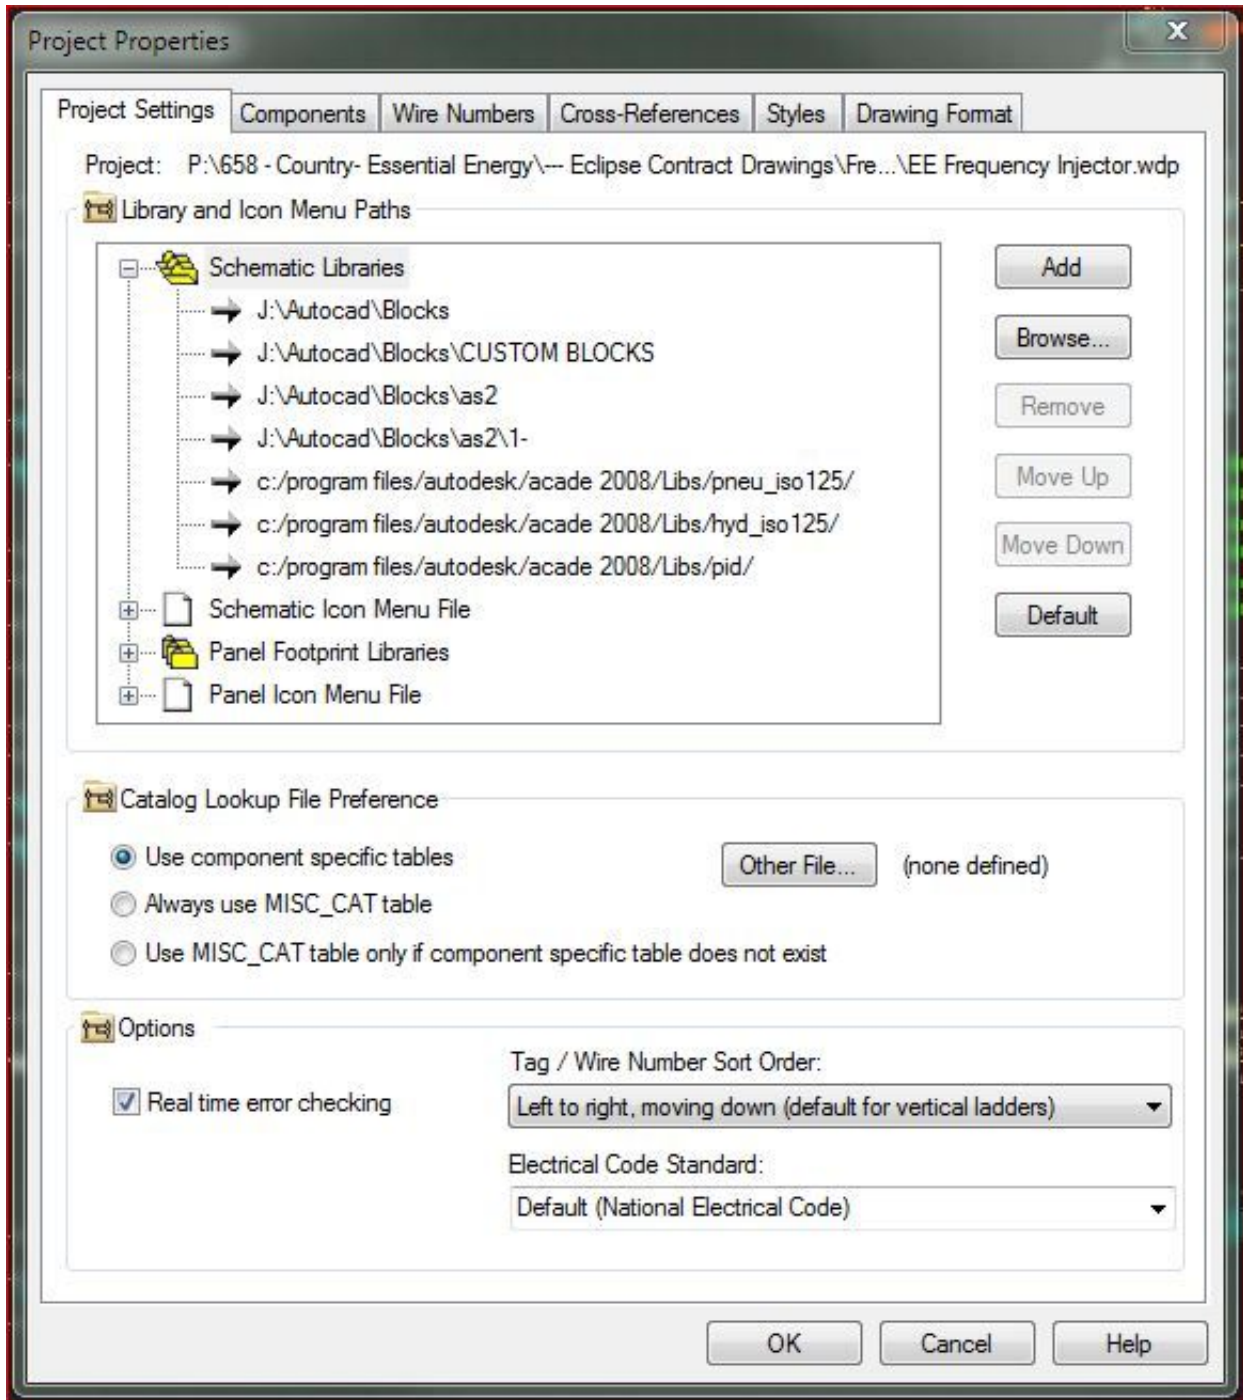 Project Properties
Project Settings Components Wire Numbers Cross-References Styles Drawing Format
Project: P:\658 - Country- Essential Energy\--- Eclipse Contract Drawings\Fre...\EE Frequency Injector.wdp
Library and Icon Menu Paths
Schematic Libraries Add
J:\Autocad\Blocks
J:\Autocad\Blocks\CUSTOM BLOCKS Browse...
J:\Autocad\Blocks\as2 Remove
J:\Autocad\Blocks\as2\1-
c:/program files/autodesk/acade 2008/Libs/pneu_iso125/ Move Up
c:/program files/autodesk/acade 2008/Libs/hyd_iso125/ Move Down
c:/program files/autodesk/acade 2008/Libs/pid/
Schematic Icon Menu File Default
Panel Footprint Libraries
Panel Icon Menu File
Catalog Lookup File Preference
Use component specific tables Other File... (none defined)
Always use MISC_CAT table
Use MISC_CAT table only if component specific table does not exist
Options
Tag / Wire Number Sort Order:
Real time error checking Left to right, moving down (default for vertical ladders)
Electrical Code Standard:
Default (National Electrical Code)
OK Cancel Help